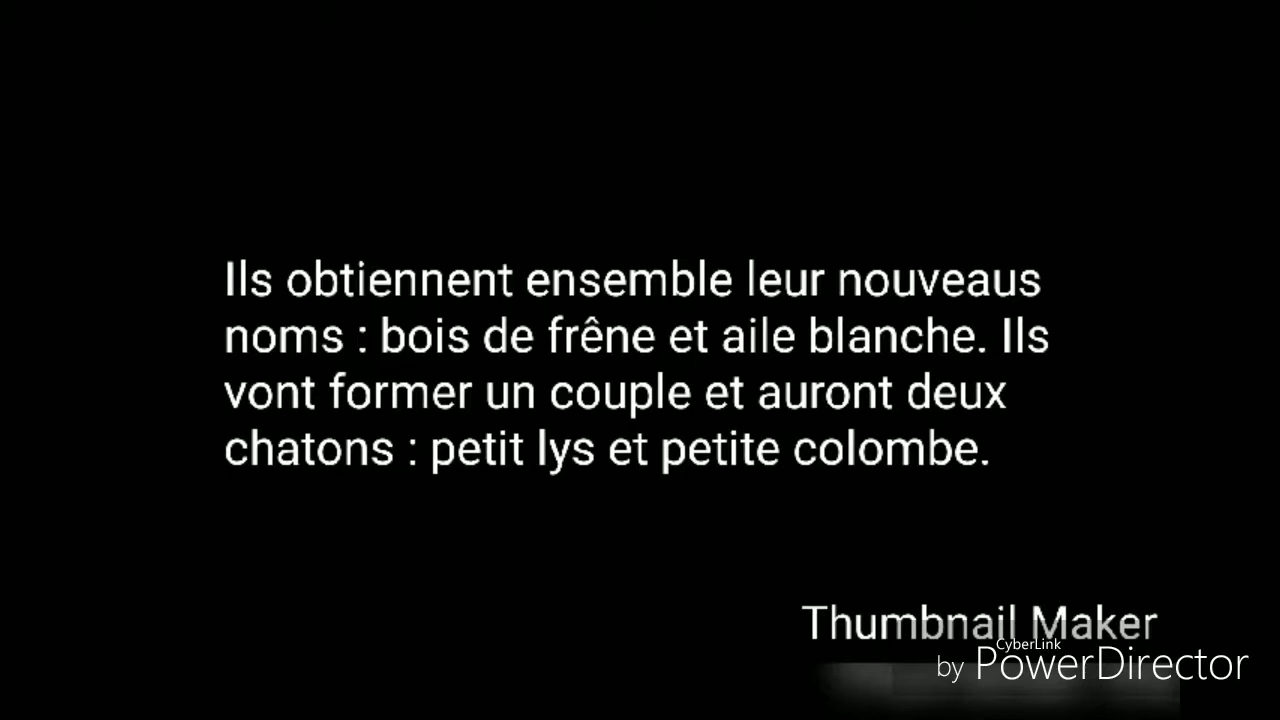 Ils obtiennent ensemble leur nouveaus
noms : bois de frêne et aile blanche. Ils
vont former un couple et auront deux
chatons : petit lys et petite colombe.
Thumbnail Maker
CyberLink
by PowerDirector